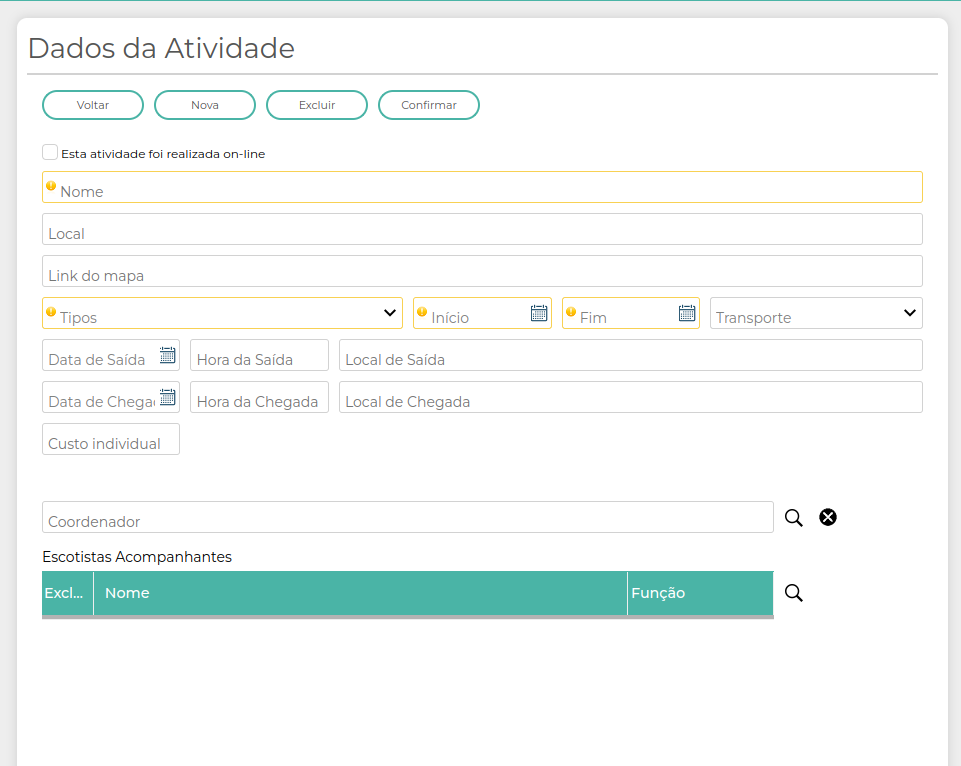 Dados da Atividade
Voltar Nova Excluir Confirmar
Esta atividade foi realizada on-line
Nome
Local
Link do mapa
Tipos Início Fim Transporte
Data de Saída Hora da Saída Local de Saída
Data de Chega Hora da Chegada Local de Chegada
Custo individual
Coordenador
Escotistas Acompanhantes
Excl... Nome Função